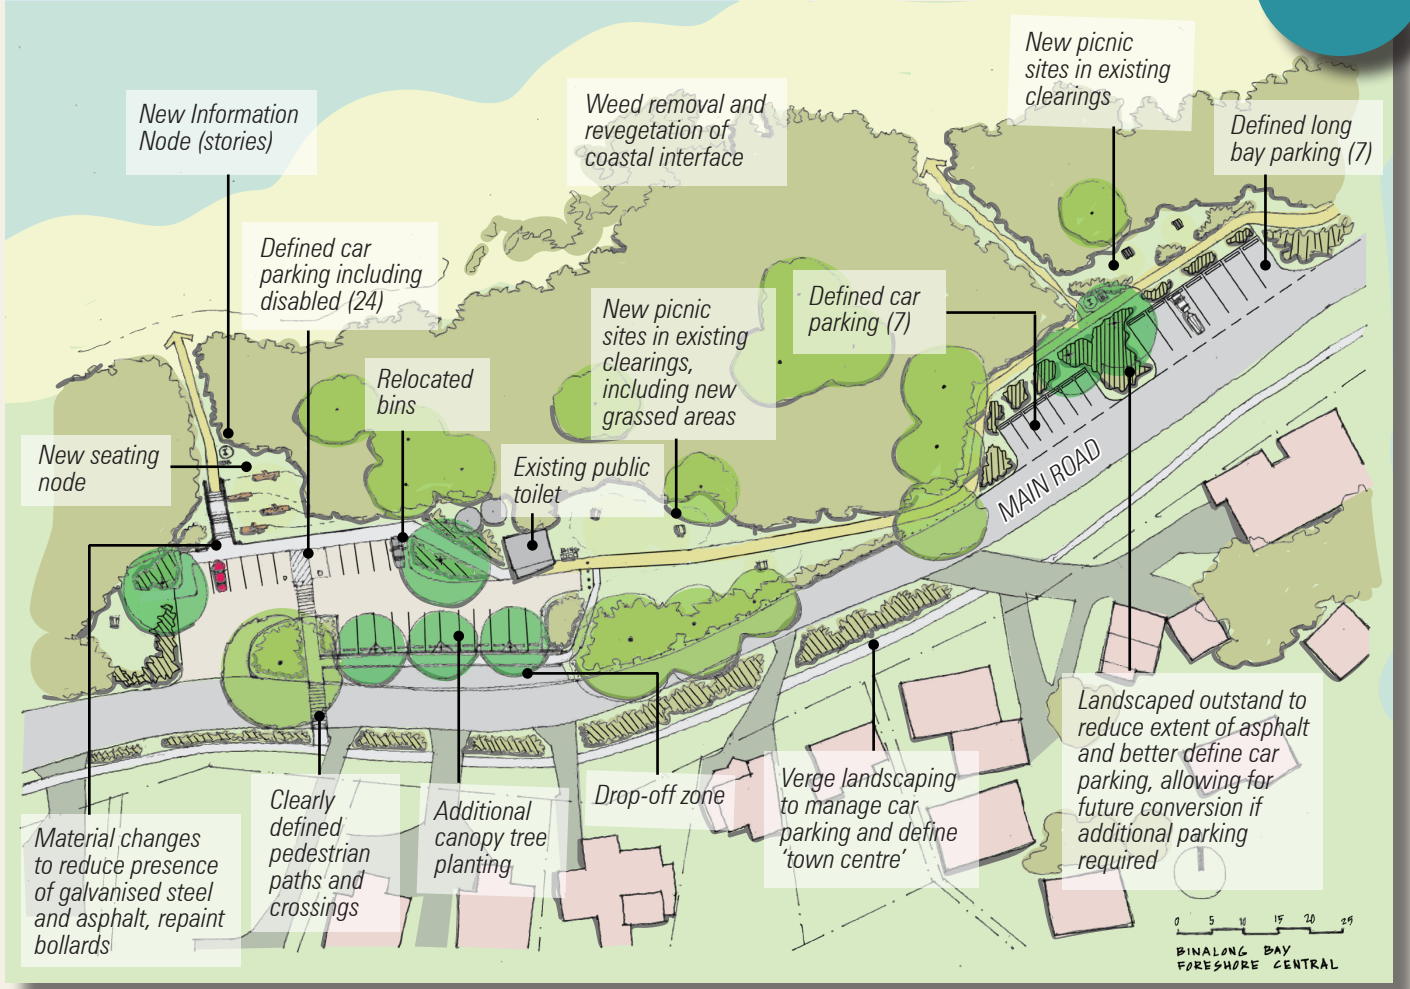 New picnic
sites in existing
clearings
New Information
Node (stories)
Weed removal and
revegetation of
coastal interface
Defined long
bay parking (7)
Defined car
parking including
disabled (24)
New picnic
sites in existing
clearings,
including new
grassed areas
Defined car
parking (7)
Relocated
bins
New seating
node
Existing public
toilet
MAIN ROAD
Material changes
to reduce presence
of galvanised steel
and asphalt, repaint
bollards
Clearly
defined
pedestrian
paths and
crossings
Additional
canopy tree
planting
Drop-off zone
Verge landscaping
to manage car
parking and define
‘town centre’
Landscaped outstand to
reduce extent of asphalt
and better define car
parking, allowing for
future conversion if
additional parking
required
0 5 10 15 20 25
BINALONG BAY
FORESHORE CENTRAL